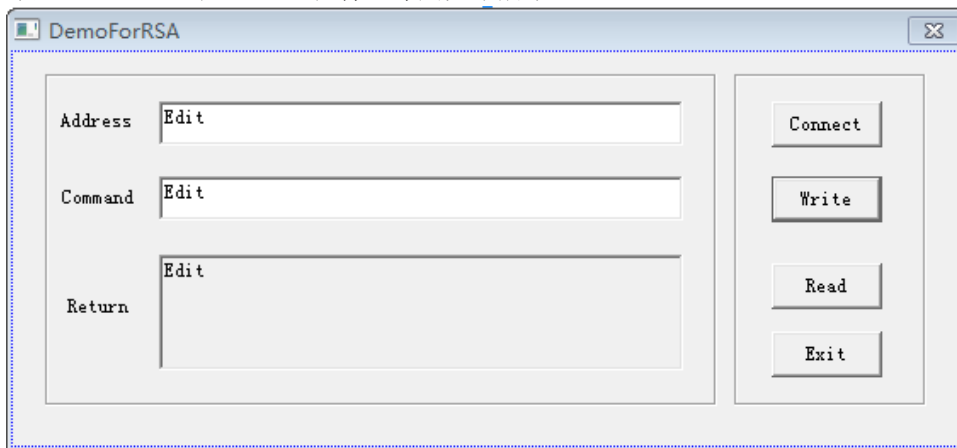 DemoForRSA
Address
Edit
Connect
Command
Edit
Write
Return
Edit
Read
Exit